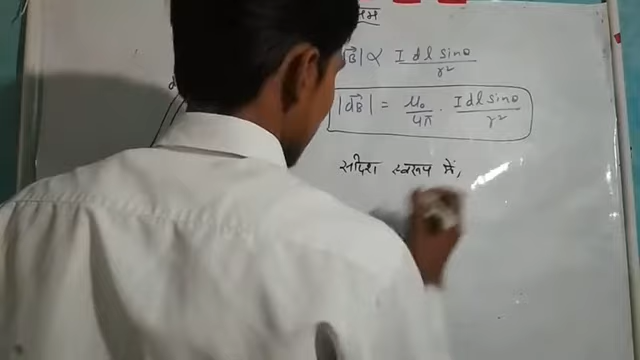 |dB⃗| ∝ I dl sinθ / r²
|dB⃗| = μ₀/4π · I dl sinθ / r²
सदिश स्वरूप में,